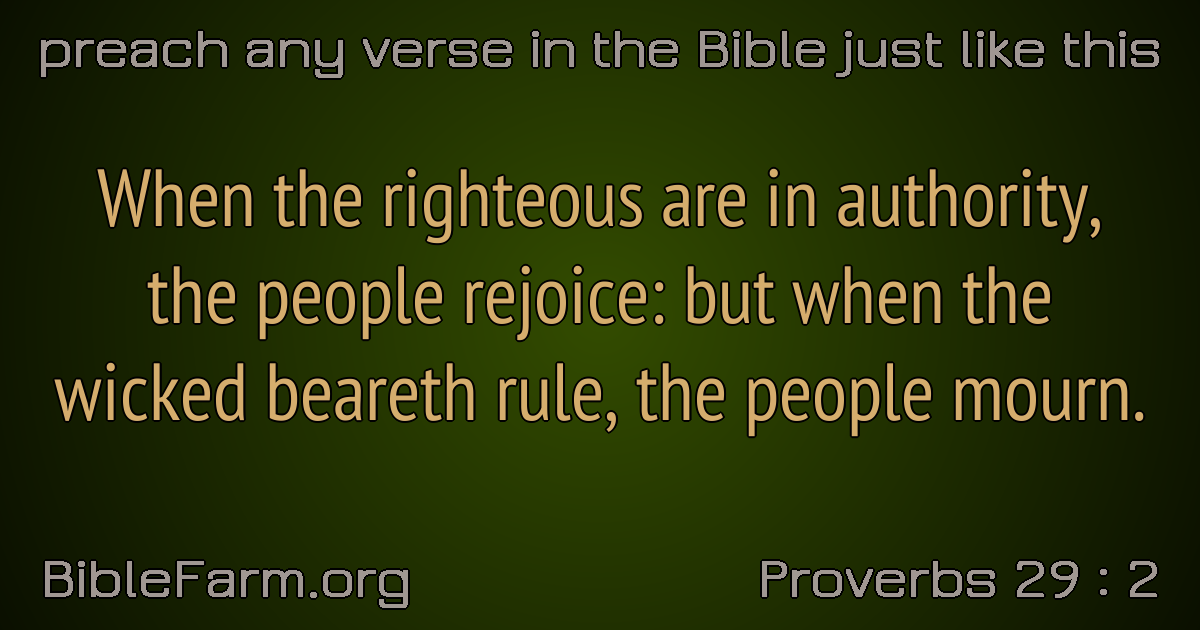 preach any verse in the Bible just like this
When the righteous are in authority,
the people rejoice: but when the
wicked beareth rule, the people mourn.
BibleFarm.org
Proverbs 29 : 2